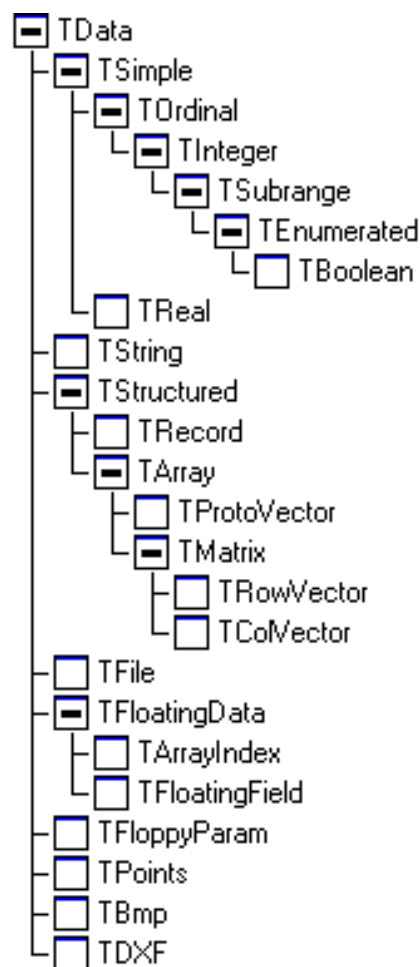 TData
TSimple
TOrdinal
TInteger
TSubrange
TEnumerated
TBoolean
TReal
TString
TStructured
TRecord
TArray
TProtoVector
TMatrix
TRowVector
TColVector
TFile
TFloatingData
TArrayIndex
TFloatingField
TFloppyParam
TPoints
TBmp
TDXF